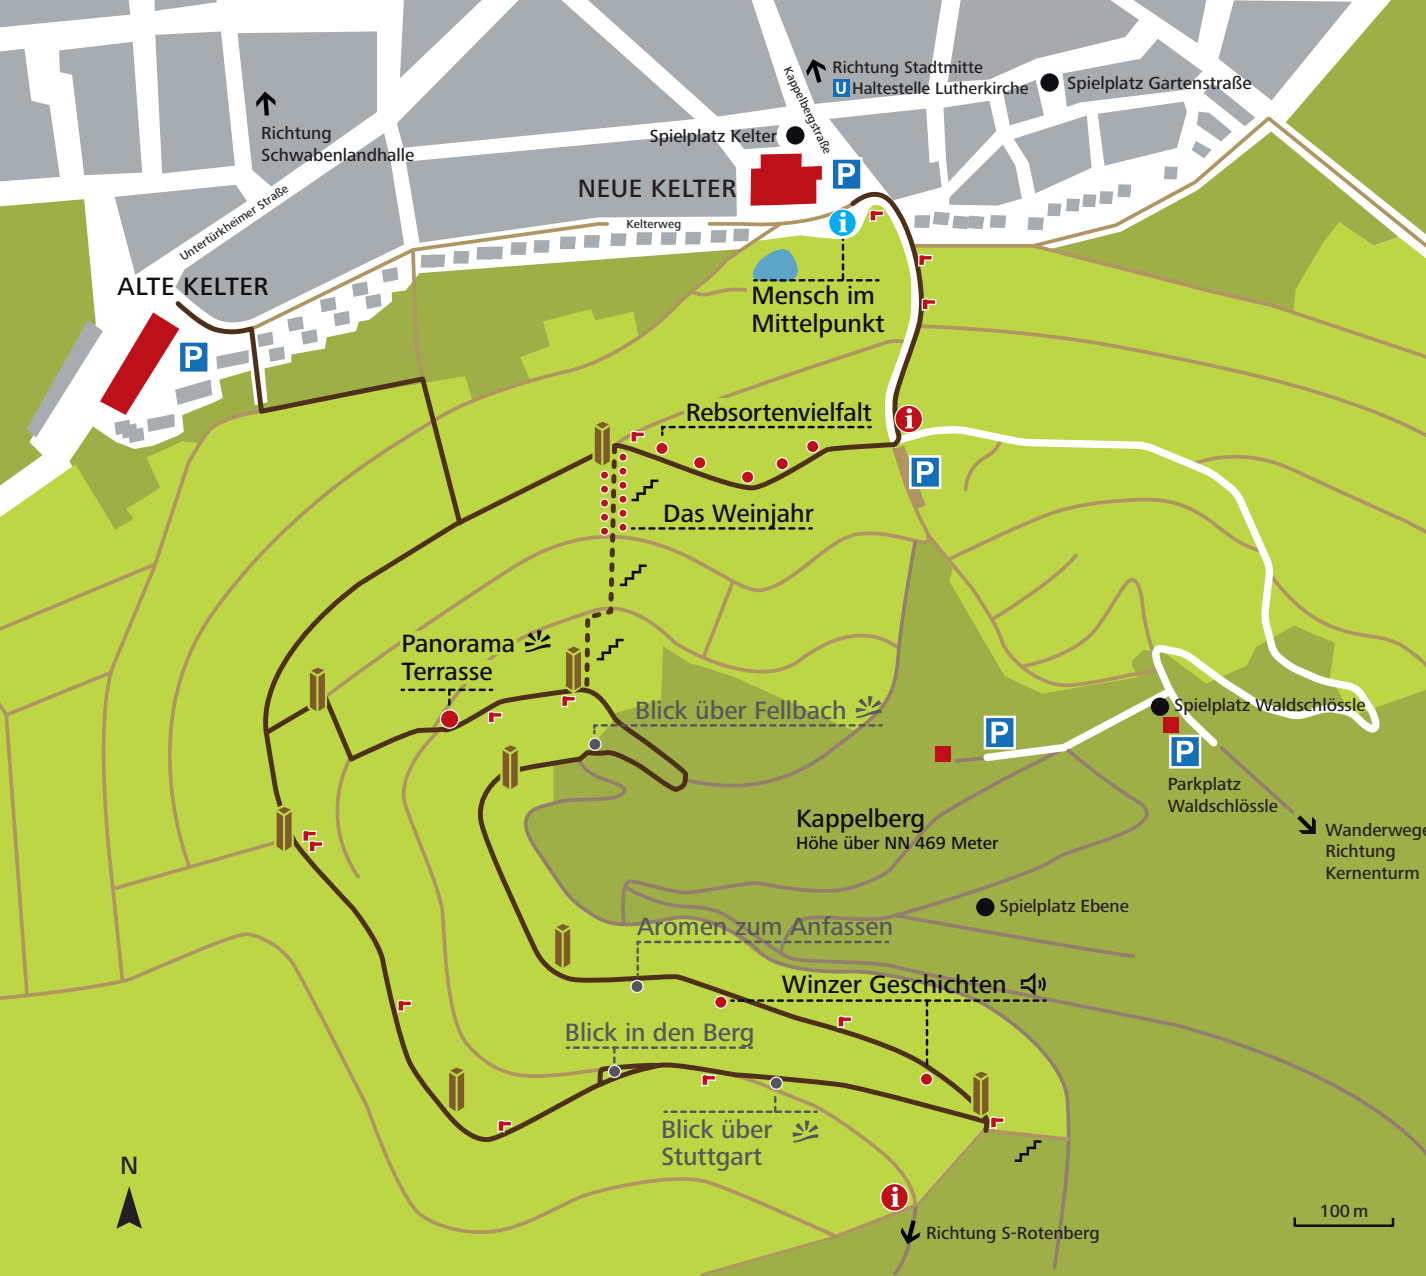 Richtung Stadtmitte
U Haltestelle Lutherkirche
Spielplatz Gartenstraße
Kappelbergstraße
Richtung
Schwabenlandhalle
Spielplatz Kelter
P
NEUE KELTER
Untertürkheimer Straße
Kelterweg
i
ALTE KELTER
P
Mensch im
Mittelpunkt
Rebsortenvielfalt
i
P
Das Weinjahr
Panorama
Terrasse
Blick über Fellbach
Spielplatz Waldschlössle
P
P
Parkplatz
Waldschlössle
Kappelberg
Höhe über NN 469 Meter
Wanderwege
Richtung
Kernenturm
Spielplatz Ebene
Aromen zum Anfassen
Winzer Geschichten
Blick in den Berg
Blick über
Stuttgart
N
i
Richtung S-Rotenberg
100 m